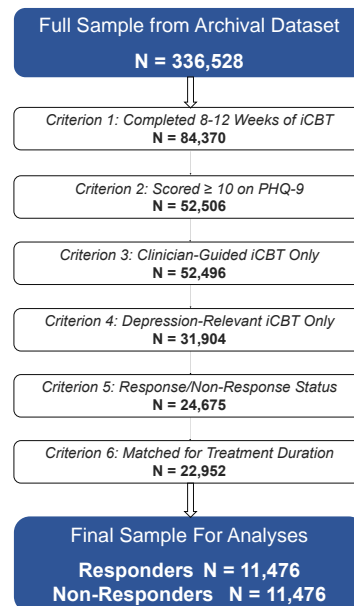 Full Sample from Archival Dataset
N = 336,528
Criterion 1: Completed 8-12 Weeks of iCBT
N = 84,370
Criterion 2: Scored ≥ 10 on PHQ-9
N = 52,506
Criterion 3: Clinician-Guided iCBT Only
N = 52,496
Criterion 4: Depression-Relevant iCBT Only
N = 31,904
Criterion 5: Response/Non-Response Status
N = 24,675
Criterion 6: Matched for Treatment Duration
N = 22,952
Final Sample For Analyses
Responders N = 11,476
Non-Responders N = 11,476